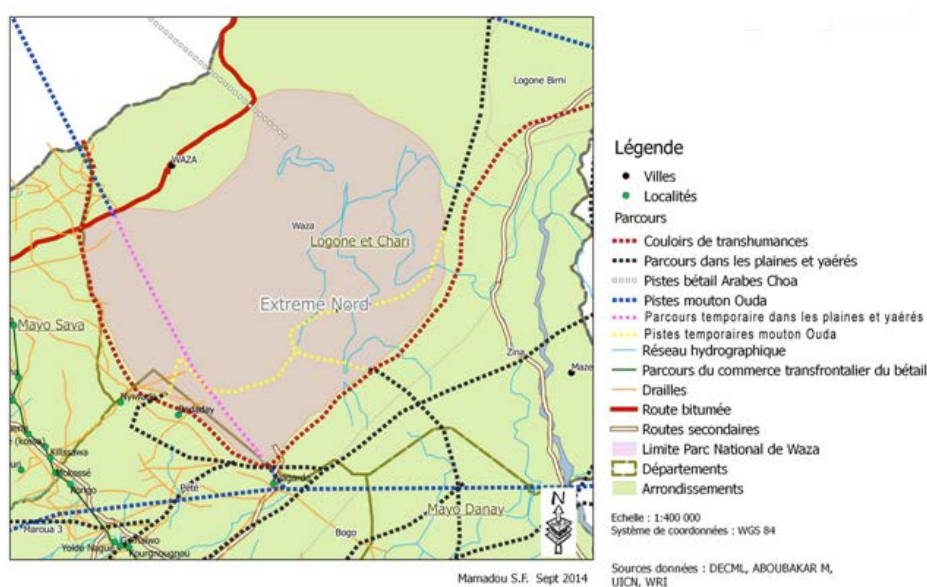 Logone Birni
WAZA
Waza
Logone et Chari
Extreme Nord
Mayo Sava
Zina
Maze
Killissawa
Pété
Mayo Danay
Maroua 3
Bogo
N
Légende
Villes
Localités
Parcours
Couloirs de transhumances
Parcours dans les plaines et yaérés
Pistes bétail Arabes Choa
Pistes mouton Ouda
Parcours temporaire dans les plaines et yaérés
Pistes temporaires mouton Ouda
Réseau hydrographique
Parcours du commerce transfrontalier du bétail
Drailles
Route bitumée
Routes secondaires
Limite Parc National de Waza
Départements
Arrondissements
Echelle : 1:400 000
Système de coordonnées : WGS 84
Sources données : DECML, ABOUBAKAR M,
UICN, WRI
Mamadou S.F. Sept 2014